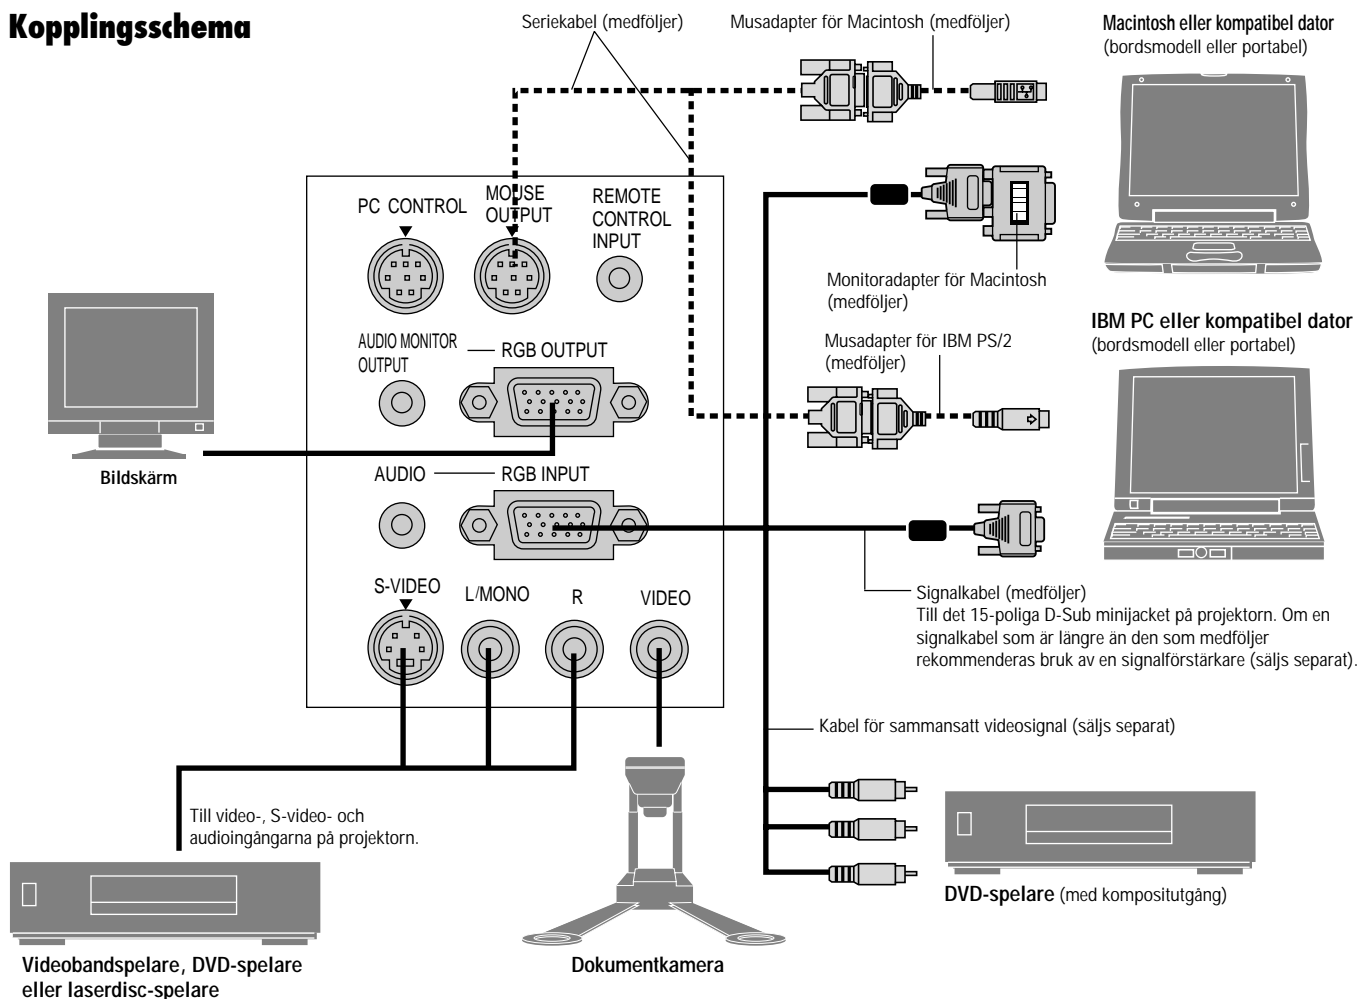 Kopplingsschema
Seriekabel (medföljer)
Musadapter för Macintosh (medföljer)
Macintosh eller kompatibel dator
(bordsmodell eller portabel)
PC CONTROL
MOUSE
OUTPUT
REMOTE
CONTROL
INPUT
Monitoradapter för Macintosh
(medföljer)
IBM PC eller kompatibel dator
(bordsmodell eller portabel)
Musadapter för IBM PS/2
(medföljer)
AUDIO MONITOR
OUTPUT
RGB OUTPUT
Bildskärm
AUDIO
RGB INPUT
S-VIDEO
L/MONO
R
VIDEO
Signalkabel (medföljer)
Till det 15-poliga D-Sub minijacket på projektorn. Om en
signalkabel som är längre än den som medföljer
rekommenderas bruk av en signalförstärkare (säljs separat).
Kabel för sammansatt videosignal (säljs separat)
Till video-, S-video- och
audioingångarna på projektorn.
DVD-spelare (med kompositutgång)
Videobandspelare, DVD-spelare
eller laserdisc-spelare
Dokumentkamera